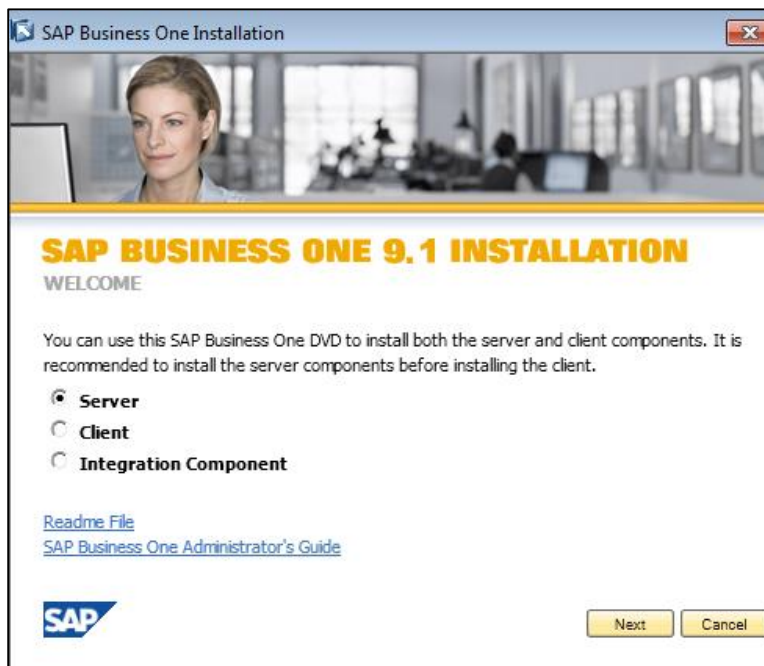 SAP Business One Installation
SAP BUSINESS ONE 9.1 INSTALLATION
WELCOME
You can use this SAP Business One DVD to install both the server and client components. It is
recommended to install the server components before installing the client.
Server
Client
Integration Component
Readme File
SAP Business One Administrator's Guide
SAP
Next Cancel